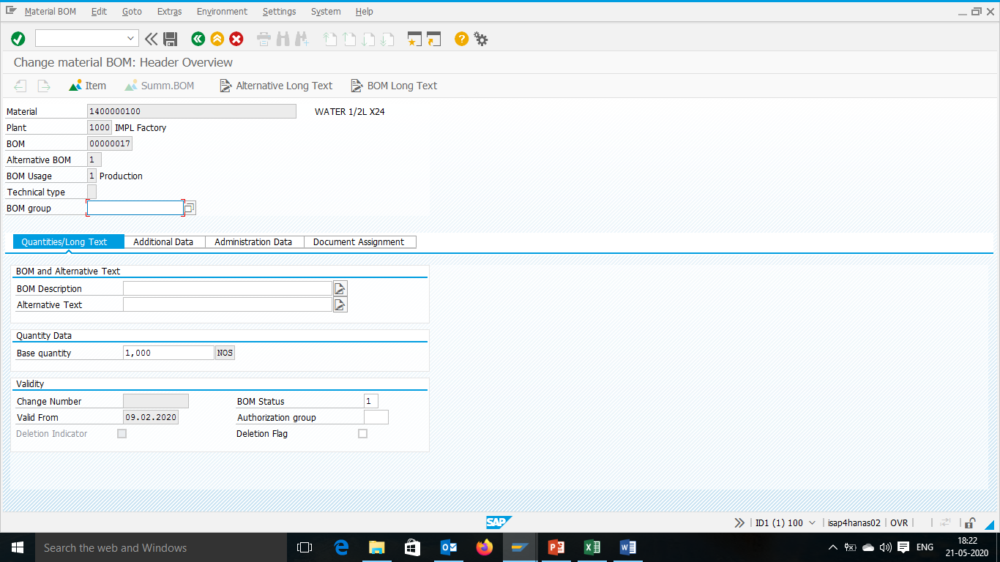 Material BOM Edit Goto Extras Environment Settings System Help
Change material BOM: Header Overview
Item Summ.BOM Alternative Long Text BOM Long Text
Material 1400000100 WATER 1/2L X24
Plant 1000 IMPL Factory
BOM 00000017
Alternative BOM 1
BOM Usage 1 Production
Technical type
BOM group
Quantities/Long Text Additional Data Administration Data Document Assignment
BOM and Alternative Text
BOM Description
Alternative Text
Quantity Data
Base quantity 1,000 NOS
Validity
Change Number BOM Status 1
Valid From 09.02.2020 Authorization group
Deletion Indicator Deletion Flag
SAP ID1 (1) 100 isap4hanas02 OVR
Search the web and Windows ENG 18:22
21-05-2020